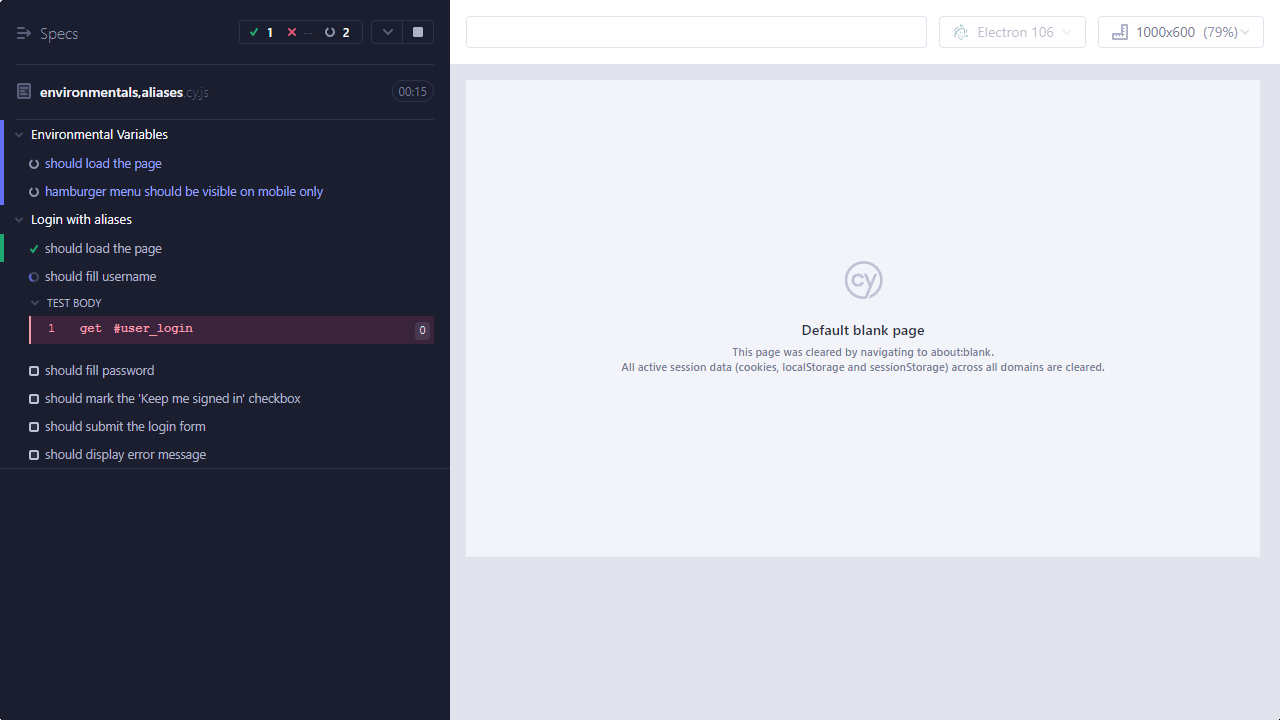 Specs
1
--
2
Electron 106
1000x600 (79%)
environmentals,aliases.cy.js
00:15
Environmental Variables
should load the page
hamburger menu should be visible on mobile only
Login with aliases
should load the page
should fill username
TEST BODY
1 get #user_login 0
should fill password
should mark the 'Keep me signed in' checkbox
should submit the login form
should display error message
cy
Default blank page
This page was cleared by navigating to about:blank.
All active session data (cookies, localStorage and sessionStorage) across all domains are cleared.